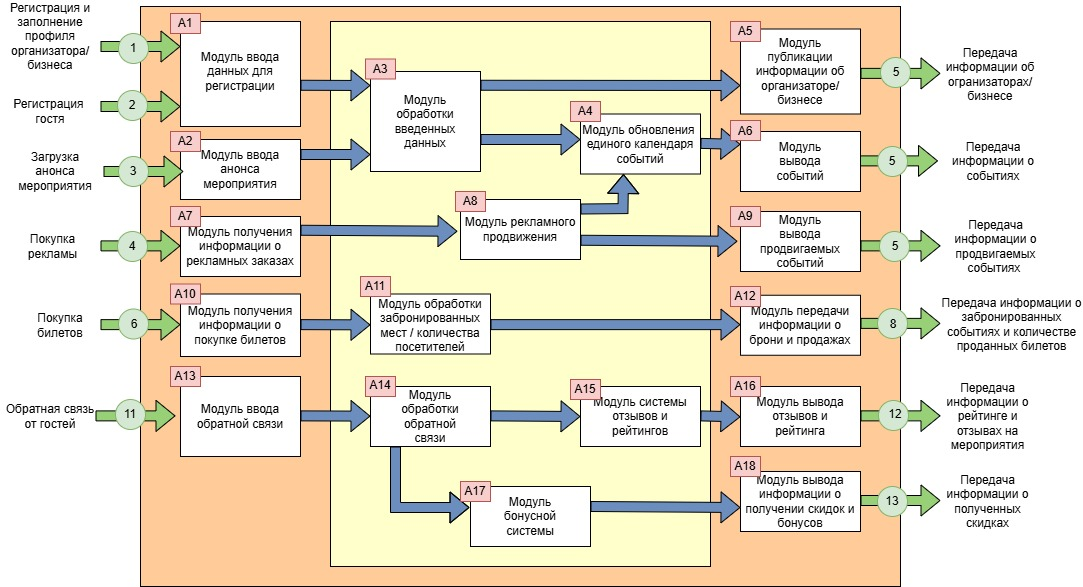 Регистрация и
заполнение
профиля
организатора/
бизнеса
1
A1
Модуль ввода
данных для
регистрации
Регистрация
гостя
2
Загрузка
анонса
мероприятия
3
A2
Модуль ввода
анонса
мероприятия
A3
Модуль
обработки
введенных
данных
A4
Модуль обновления
единого календаря
событий
A5
Модуль
публикации
информации об
организаторе/
бизнесе
5
Передача
информации об
огранизаторах/
бизнесе
A6
Модуль
вывода
событий
5
Передача
информации о
событиях
Покупка
рекламы
4
A7
Модуль получения
информации о
рекламных заказах
A8
Модуль рекламного
продвижения
A9
Модуль
вывода
продвигаемых
событий
5
Передача
информации о
продвигаемых
событиях
Покупка
билетов
6
A10
Модуль получения
информации о
покупке билетов
A11
Модуль обработки
забронированных
мест / количества
посетителей
A12
Модуль передачи
информации о
брони и продажах
8
Передача информации о
забронированных
событиях и количестве
проданных билетов
Обратная связь
от гостей
11
A13
Модуль ввода
обратной связи
A14
Модуль
обработки
обратной
связи
A15
Модуль системы
отзывов и
рейтингов
A16
Модуль вывода
отзывов и
рейтинга
12
Передача
информации о
рейтинге и
отзывах на
мероприятия
A17
Модуль
бонусной
системы
A18
Модуль вывода
информации о
получении скидок и
бонусов
13
Передача
информации о
полученных
скидках